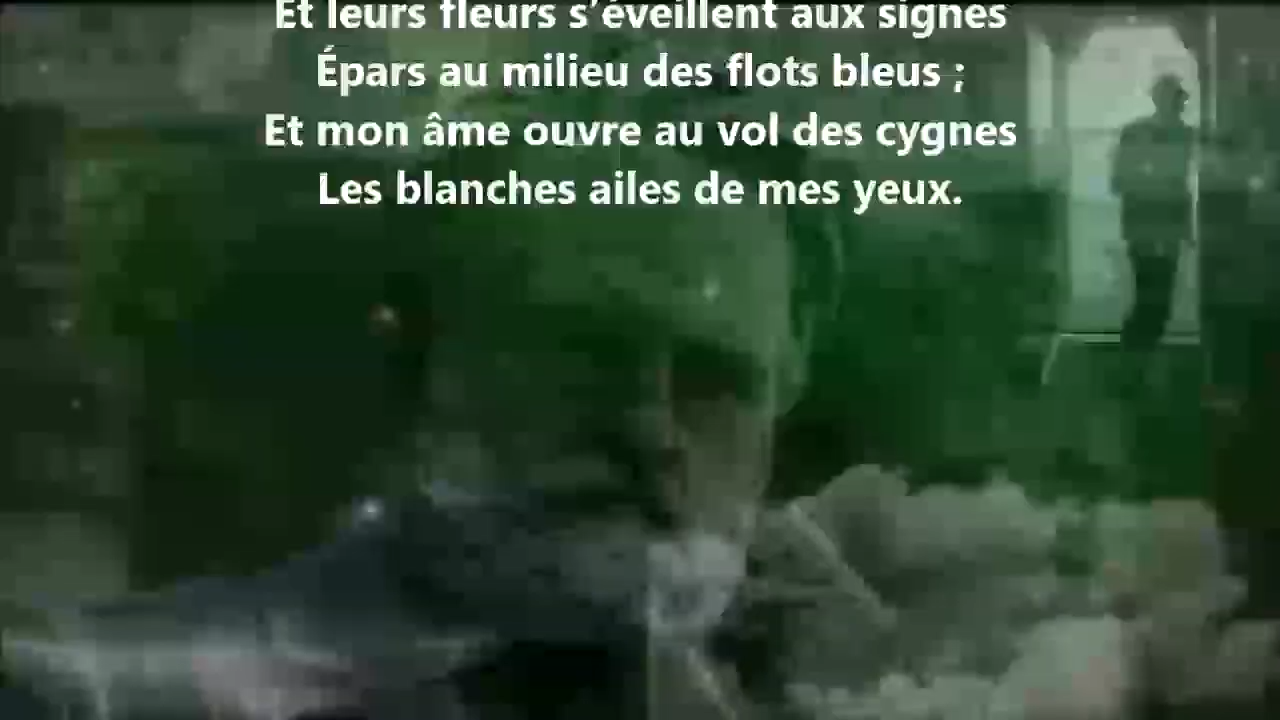 Et leurs fleurs s’éveillent aux signes
Épars au milieu des flots bleus ;
Et mon âme ouvre au vol des cygnes
Les blanches ailes de mes yeux.